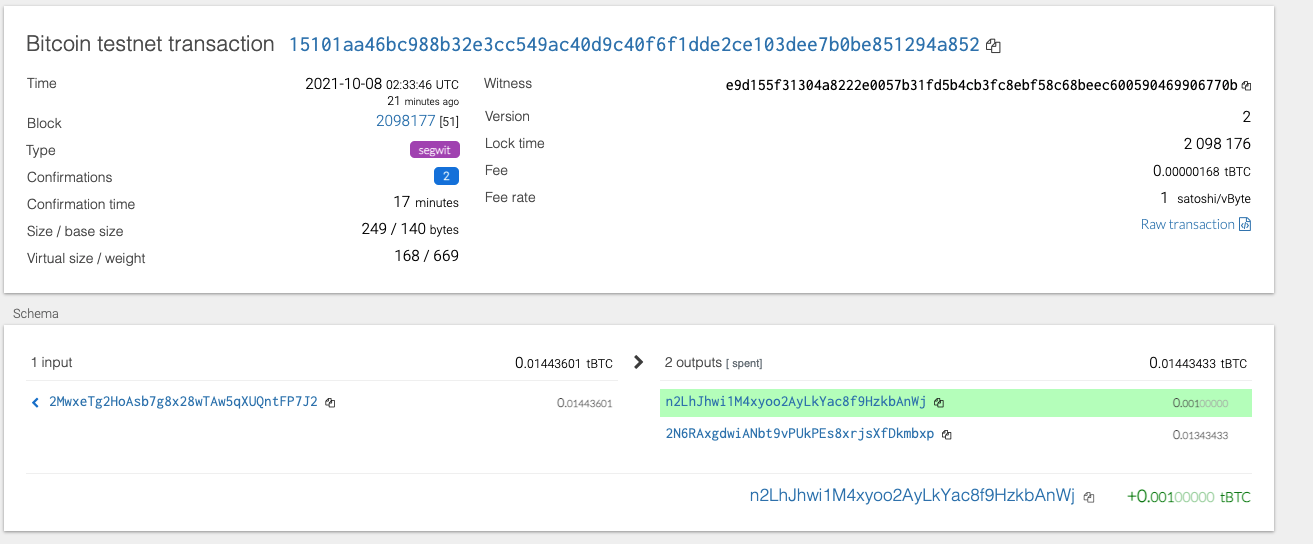 Bitcoin testnet transaction 15101aa46bc988b32e3cc549ac40d9c40f6f1dde2ce103dee7b0be851294a852
Time 2021-10-08 02:33:46 UTC
21 minutes ago
Block 2098177 [51]
Type segwit
Confirmations 2
Confirmation time 17 minutes
Size / base size 249 / 140 bytes
Virtual size / weight 168 / 669
Witness e9d155f31304a8222e0057b31fd5b4cb3fc8ebf58c68beec600590469906770b
Version 2
Lock time 2 098 176
Fee 0.00000168 tBTC
Fee rate 1 satoshi/vByte
Raw transaction
Schema
1 input 0.01443601 tBTC
2MwxeTg2HoAsb7g8x28wTAw5qXUQntFP7J2 0.01443601
2 outputs [ spent] 0.01443433 tBTC
n2LhJhwi1M4xyoo2AyLkYac8f9HzkbAnWj 0.00100000
2N6RAxgdwiANbt9vPUkPEs8xrjsXfDkmbxp 0.01343433
n2LhJhwi1M4xyoo2AyLkYac8f9HzkbAnWj +0.00100000 tBTC